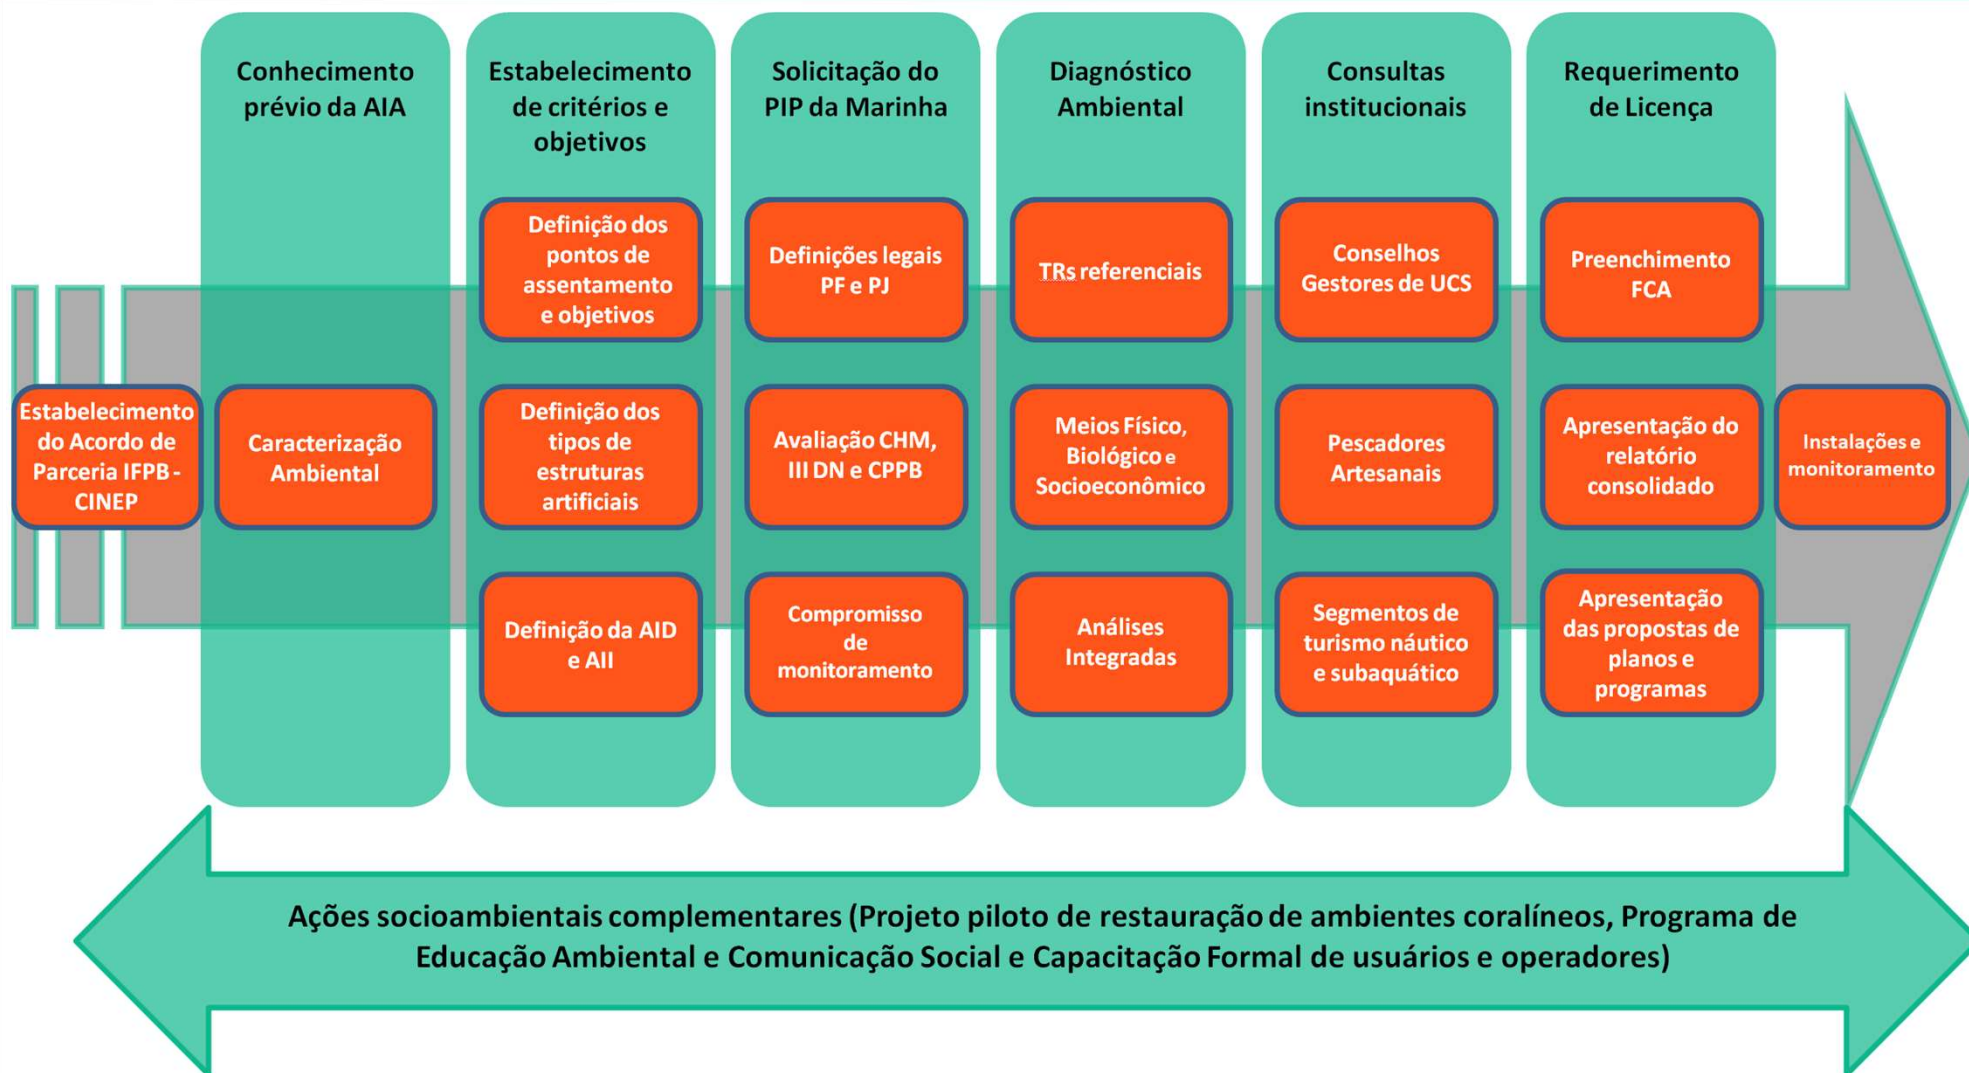 Conhecimento
prévio da AIA
Estabelecimento
de critérios e
objetivos
Solicitação do
PIP da Marinha
Diagnóstico
Ambiental
Consultas
institucionais
Requerimento
de Licença
Estabelecimento
do Acordo de
Parceria IFPB -
CINEP
Caracterização
Ambiental
Definição dos
pontos de
assentamento
e objetivos
Definição dos
tipos de
estruturas
artificiais
Definição da AID
e AII
Definições legais
PF e PJ
Avaliação CHM,
III DN e CPPB
Compromisso
de
monitoramento
TRs referenciais
Meios Físico,
Biológico e
Socioeconômico
Análises
Integradas
Conselhos
Gestores de UCS
Pescadores
Artesanais
Segmentos de
turismo náutico
e subaquático
Preenchimento
FCA
Apresentação do
relatório
consolidado
Apresentação
das propostas de
planos e
programas
Instalações e
monitoramento
Ações socioambientais complementares (Projeto piloto de restauração de ambientes coralíneos, Programa de
Educação Ambiental e Comunicação Social e Capacitação Formal de usuários e operadores)